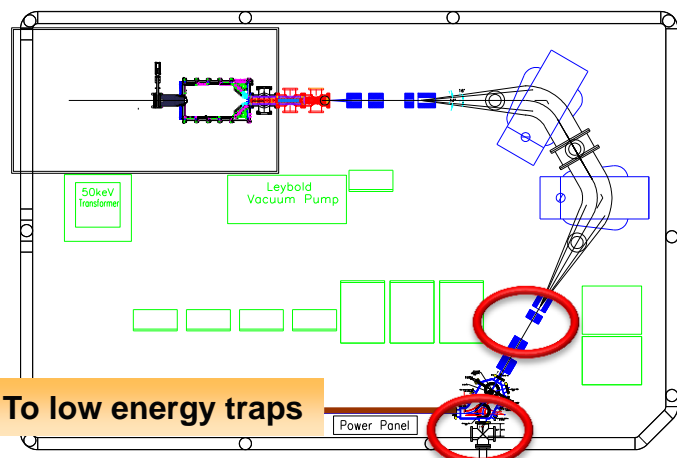 50keV
Transformer
Leybold
Vacuum Pump
To low energy traps
Power Panel